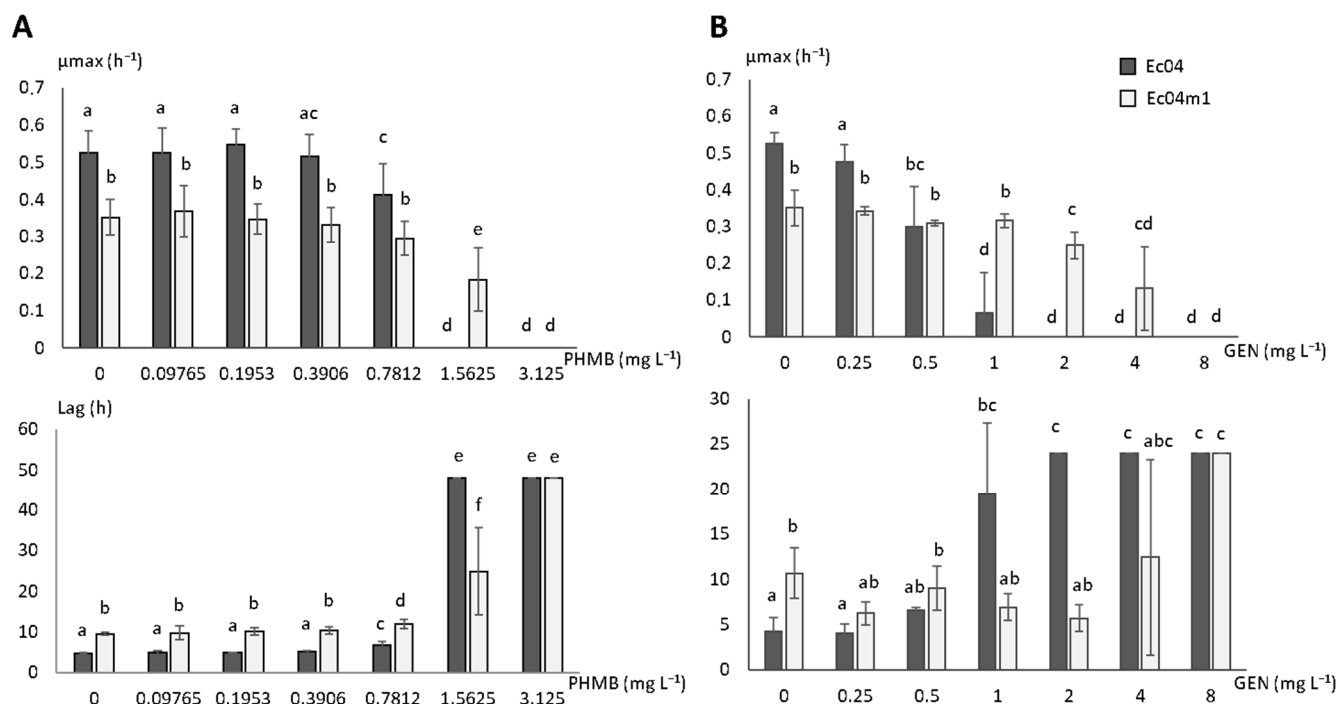 A
μmax (h⁻¹)
0.7
0.6
0.5
0.4
0.3
0.2
0.1
0
a b a b a b ac b c b d e d d
PHMB (mg L⁻¹)
0 0.09765 0.1953 0.3906 0.7812 1.5625 3.125
Lag (h)
60
50
40
30
20
10
0
a b a b a b a b c d e f e e
PHMB (mg L⁻¹)
0 0.09765 0.1953 0.3906 0.7812 1.5625 3.125
B
μmax (h⁻¹)
Ec04
Ec04m1
0.7
0.5
0.4
0.3
0.2
0.1
0
a b a b bc b d b d c d cd d d
GEN (mg L⁻¹)
0 0.25 0.5 1 2 4 8
30
25
20
15
10
5
0
a b a ab ab b bc ab c ab c abc c c
GEN (mg L⁻¹)
0 0.25 0.5 1 2 4 8